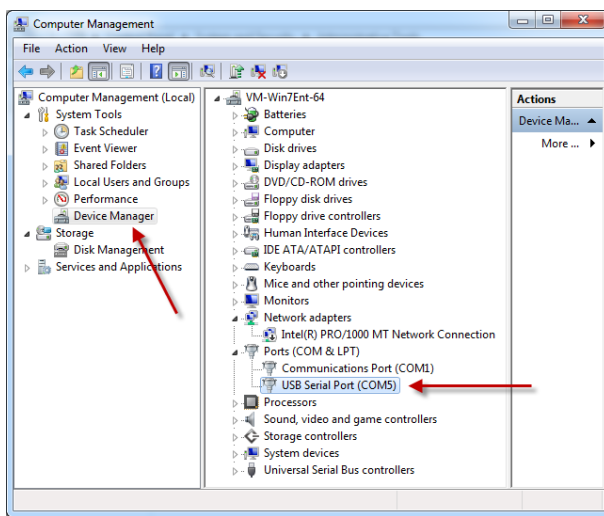 Computer Management
File Action View Help
Computer Management (Local)
System Tools
Task Scheduler
Event Viewer
Shared Folders
Local Users and Groups
Performance
Device Manager
Storage
Disk Management
Services and Applications
VM-Win7Ent-64
Batteries
Computer
Disk drives
Display adapters
DVD/CD-ROM drives
Floppy disk drives
Floppy drive controllers
Human Interface Devices
IDE ATA/ATAPI controllers
Keyboards
Mice and other pointing devices
Monitors
Network adapters
Intel(R) PRO/1000 MT Network Connection
Ports (COM & LPT)
Communications Port (COM1)
USB Serial Port (COM5)
Processors
Sound, video and game controllers
Storage controllers
System devices
Universal Serial Bus controllers
Actions
Device Ma...
More ...